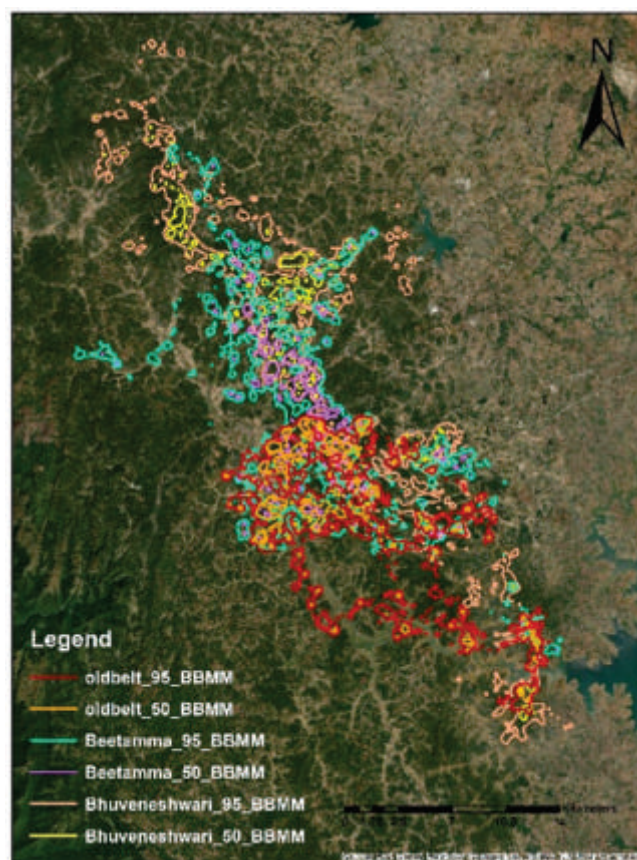 N
Legend
oldbelt_95_BBMM
oldbelt_50_BBMM
Beetamma_95_BBMM
Beetamma_50_BBMM
Bhuveneshwari_95_BBMM
Bhuveneshwari_50_BBMM